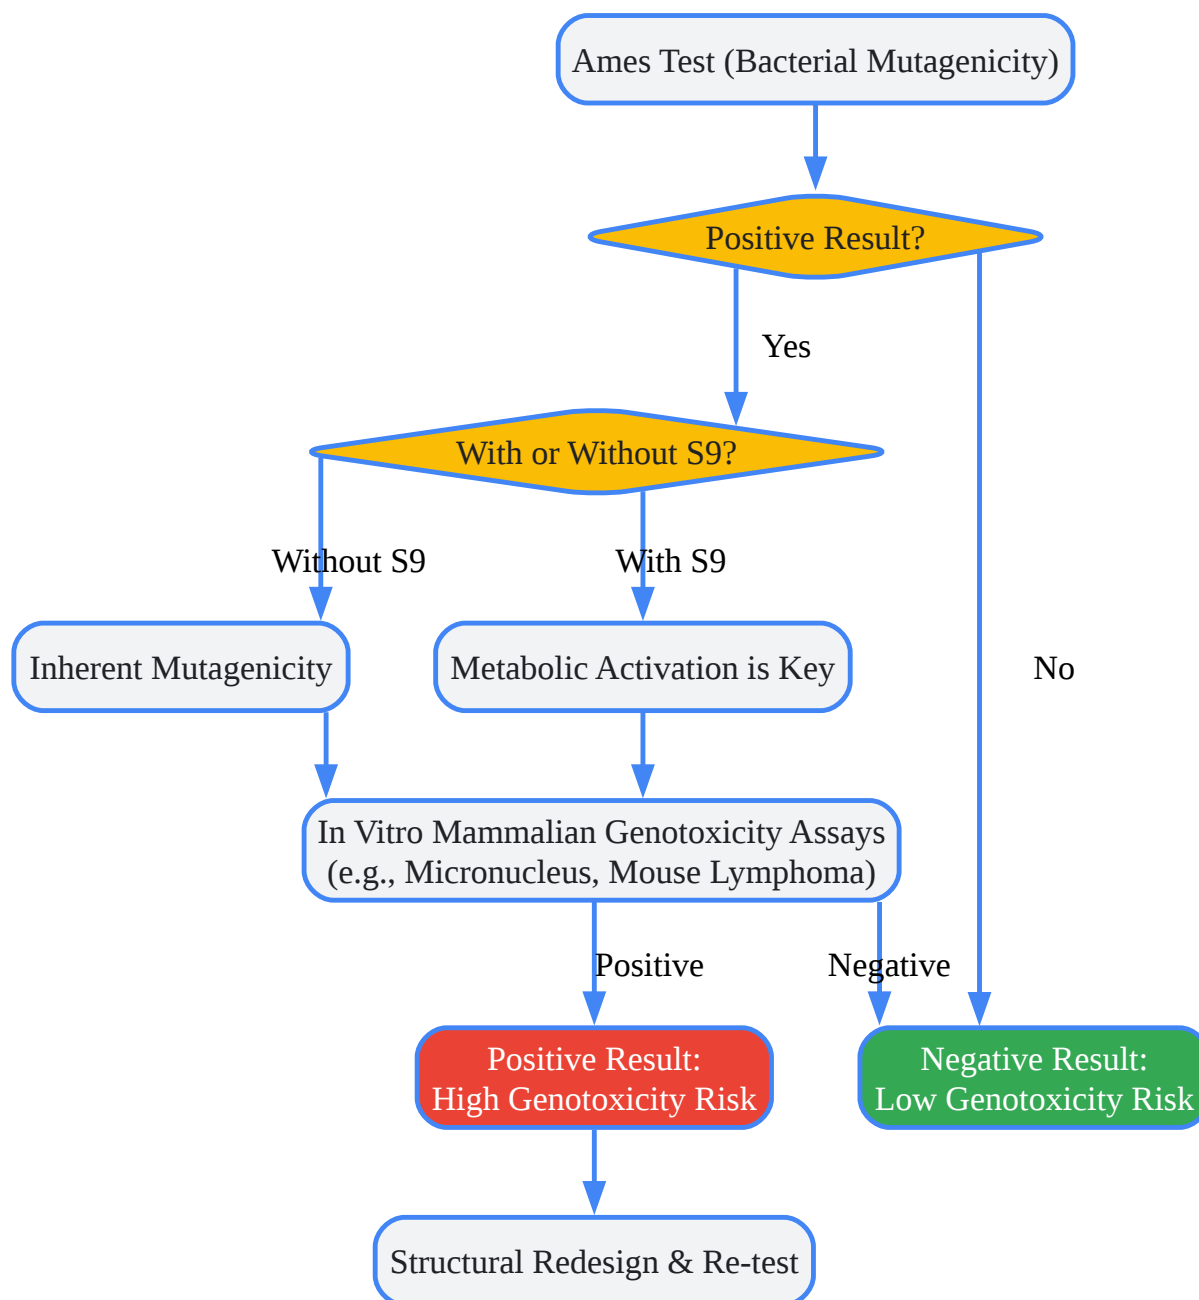 Ames Test (Bacterial Mutagenicity)
Positive Result?
Yes
With or Without S9?
Without S9
With S9
Inherent Mutagenicity
Metabolic Activation is Key
No
In Vitro Mammalian Genotoxicity Assays
(e.g., Micronucleus, Mouse Lymphoma)
Positive
Negative
Positive Result:
High Genotoxicity Risk
Negative Result:
Low Genotoxicity Risk
Structural Redesign & Re-test